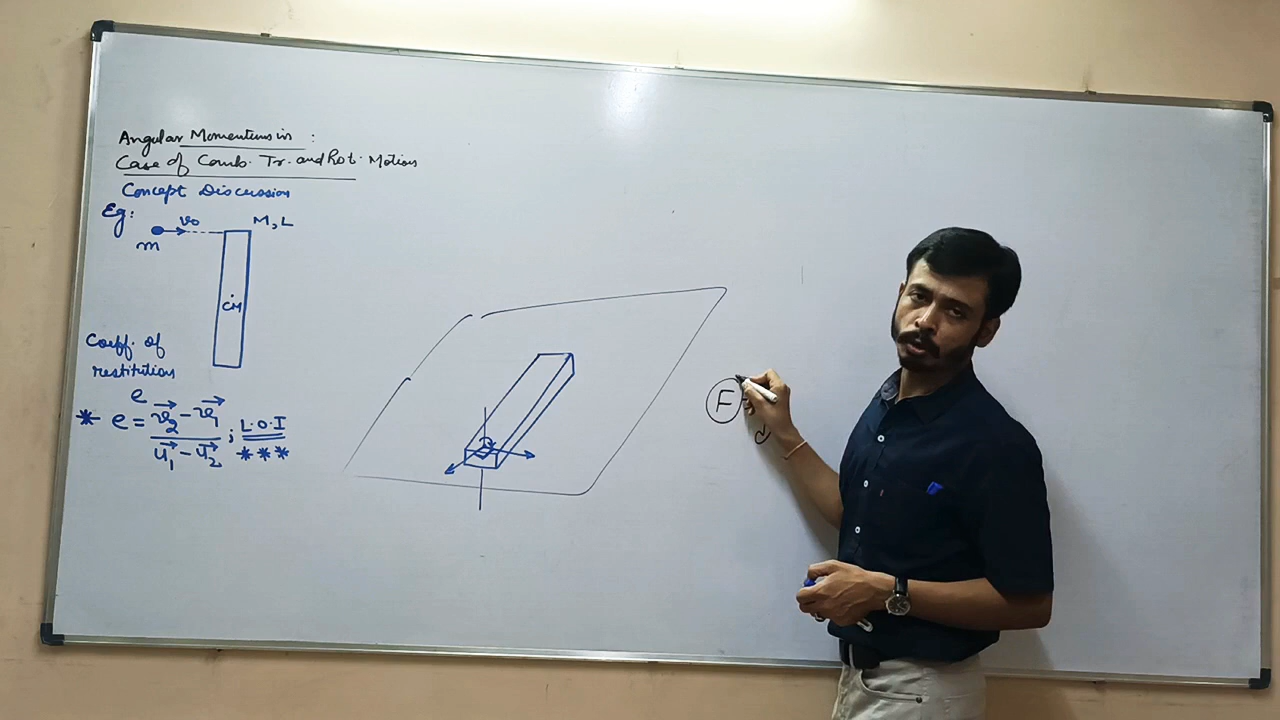 Angular Momentum in :
Case of Comb. Tr. and Rot. Motion
Concept Discussion
Eg:
m
v0
M, L
CM
Coeff. of
restitution
e
* e = v2 - v1 / u1 - u2 ; L.O.I
* * *
F